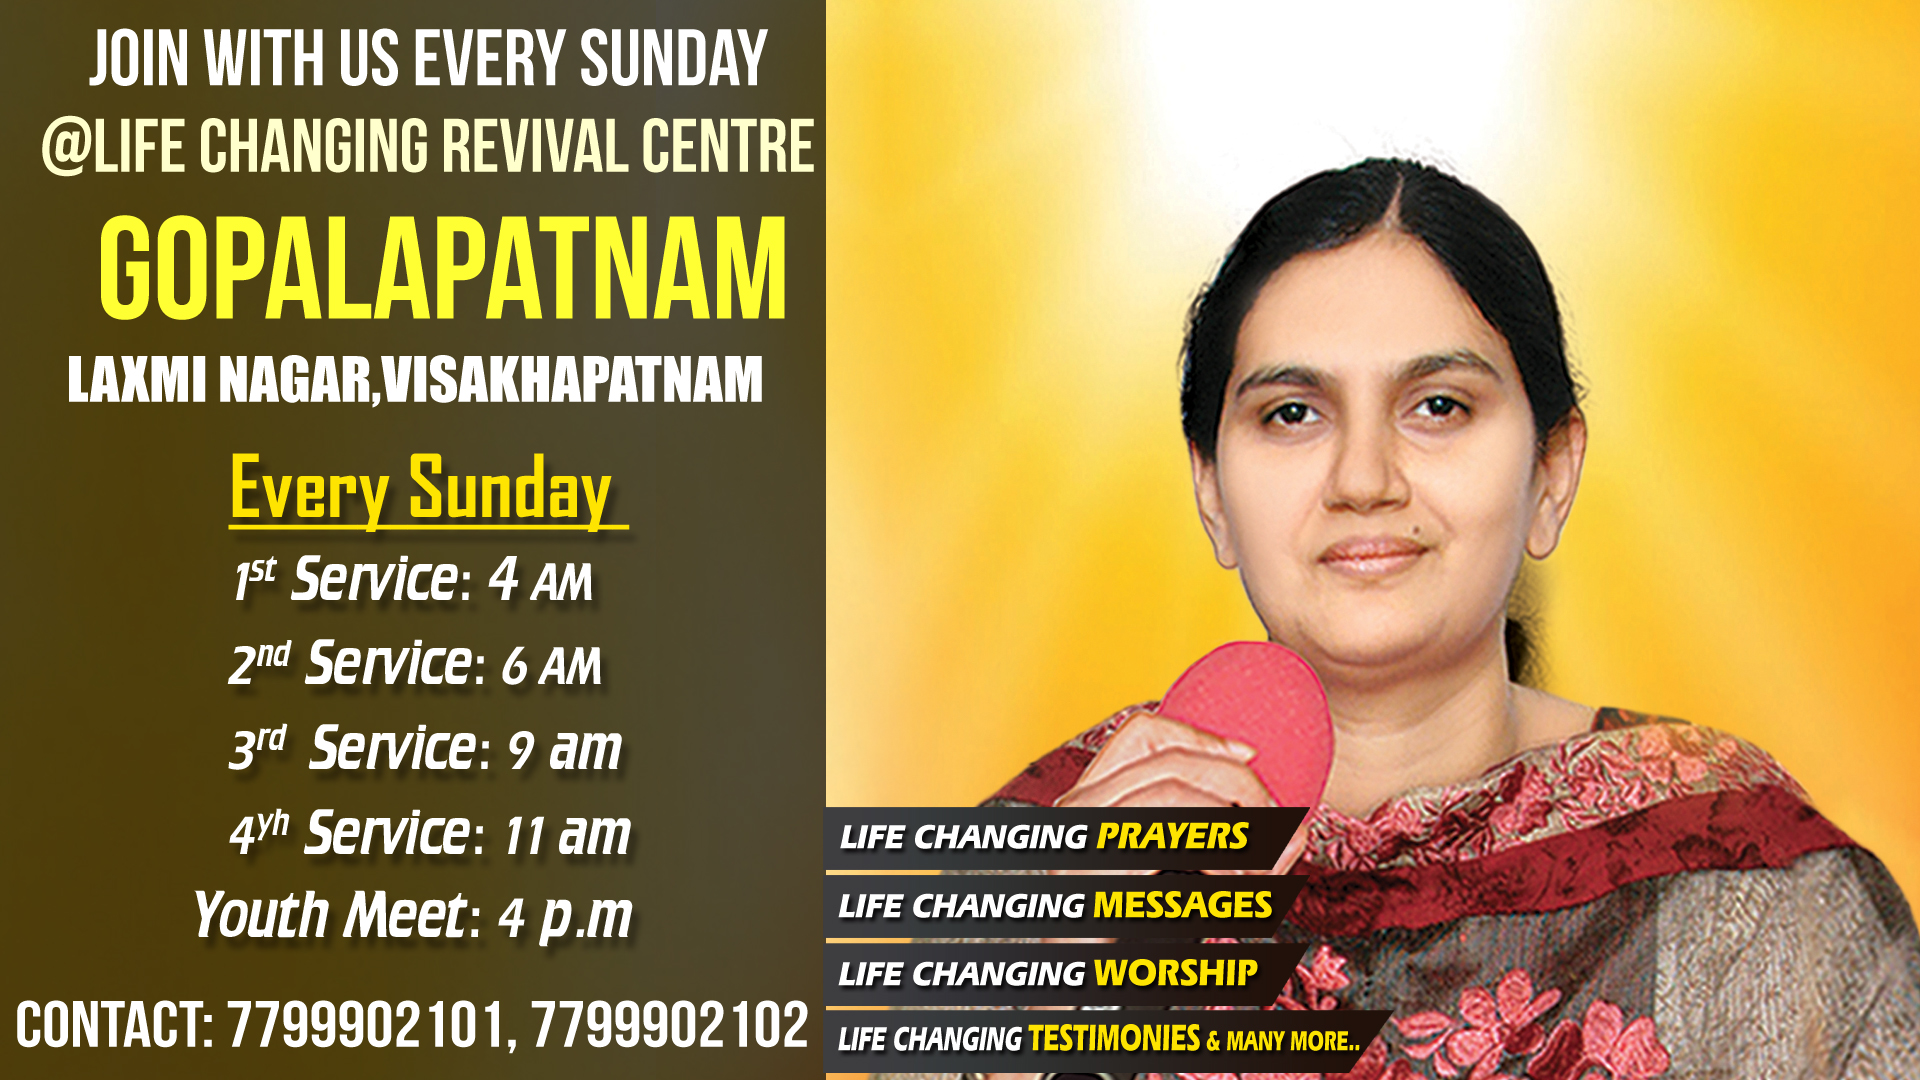 JOIN WITH US EVERY SUNDAY
@LIFE CHANGING REVIVAL CENTRE
GOPALAPATNAM
LAXMI NAGAR,VISAKHAPATNAM
Every Sunday
1st Service: 4 AM
2nd Service: 6 AM
3rd Service: 9 am
4yh Service: 11 am
Youth Meet: 4 p.m
CONTACT: 7799902101, 7799902102
LIFE CHANGING PRAYERS
LIFE CHANGING MESSAGES
LIFE CHANGING WORSHIP
LIFE CHANGING TESTIMONIES & MANY MORE..